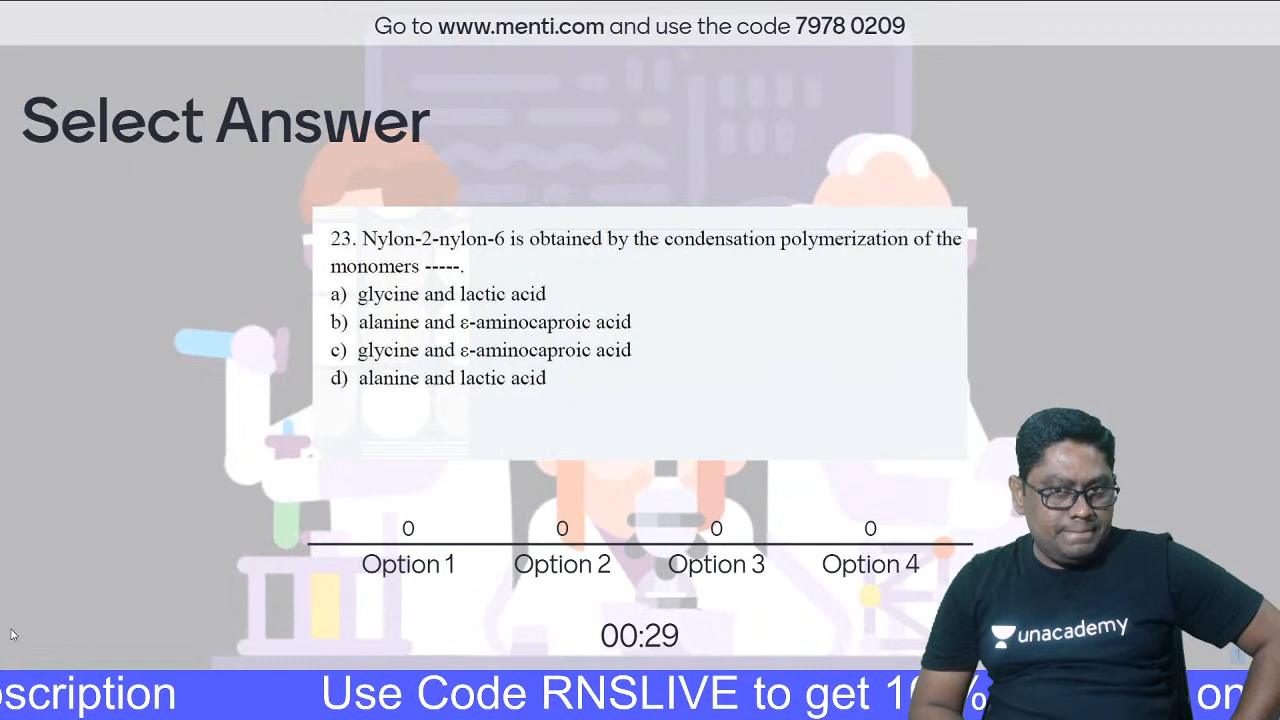 Go to www.menti.com and use the code 7978 0209
Select Answer
23. Nylon-2-nylon-6 is obtained by the condensation polymerization of the
monomers -----.
a) glycine and lactic acid
b) alanine and ε-aminocaproic acid
c) glycine and ε-aminocaproic acid
d) alanine and lactic acid
0 0 0 0
Option 1 Option 2 Option 3 Option 4
00:29
unacademy
scription Use Code RNSLIVE to get 10% on